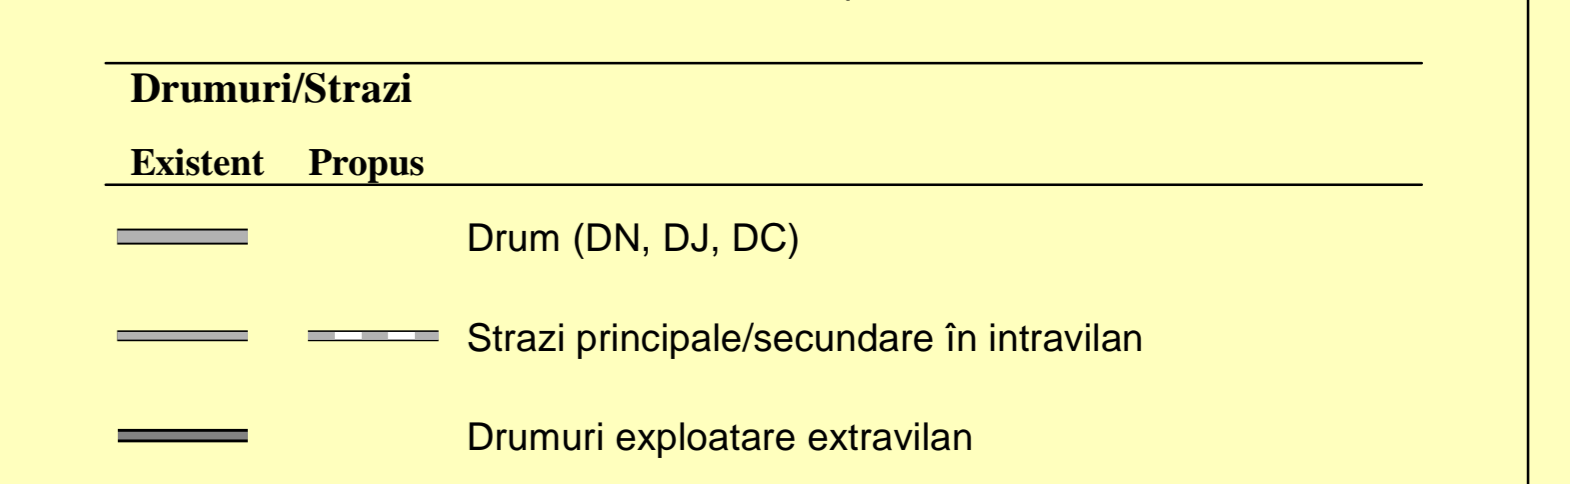 Drumuri/Strazi
Existent Propus
Drum (DN, DJ, DC)
Strazi principale/secundare în intravilan
Drumuri exploatare extravilan